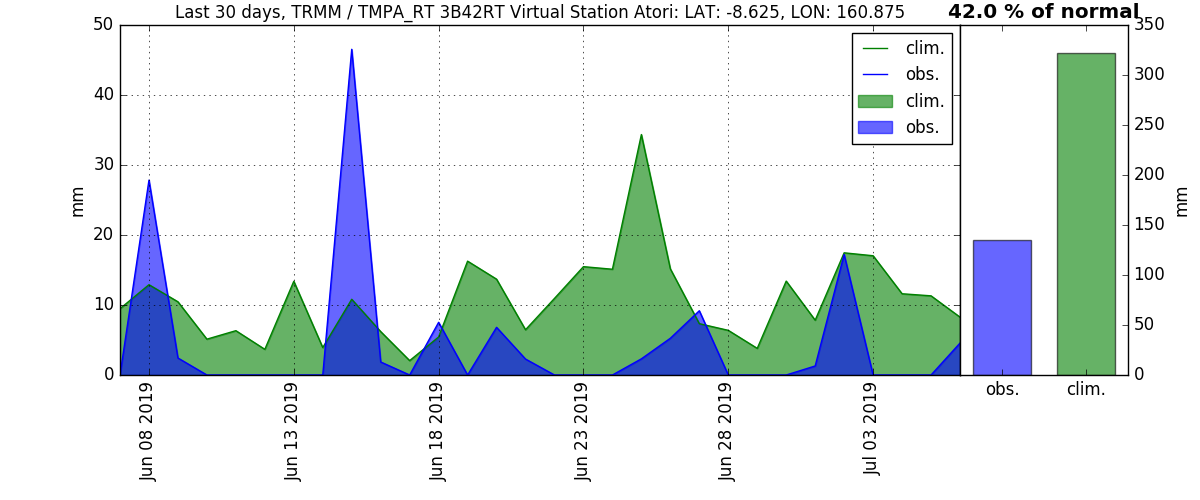 Last 30 days, TRMM / TMPA_RT 3B42RT Virtual Station Atori: LAT: -8.625, LON: 160.875
42.0 % of normal
50
40
30
20
10
0
mm
clim.
obs.
clim.
obs.
350
300
250
200
150
100
50
0
mm
Jun 08 2019
Jun 13 2019
Jun 18 2019
Jun 23 2019
Jun 28 2019
Jul 03 2019
obs.
clim.